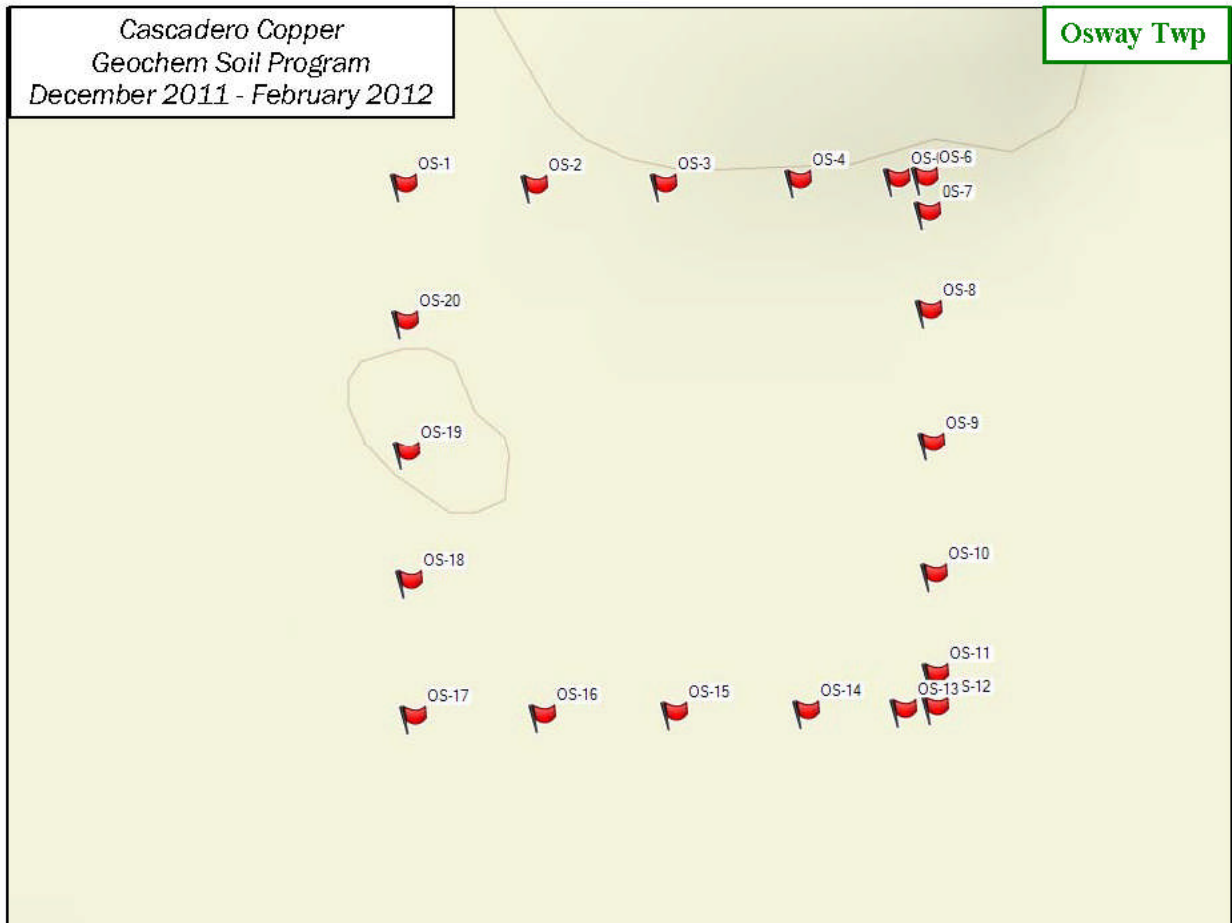 Cascadero Copper
Geochem Soil Program
December 2011 - February 2012
Osway Twp
OS-1
OS-2
OS-3
OS-4
OS-6
0S-7
OS-20
OS-8
OS-19
OS-9
OS-18
OS-10
OS-11
OS-17
OS-16
OS-15
OS-14
OS-13
S-12